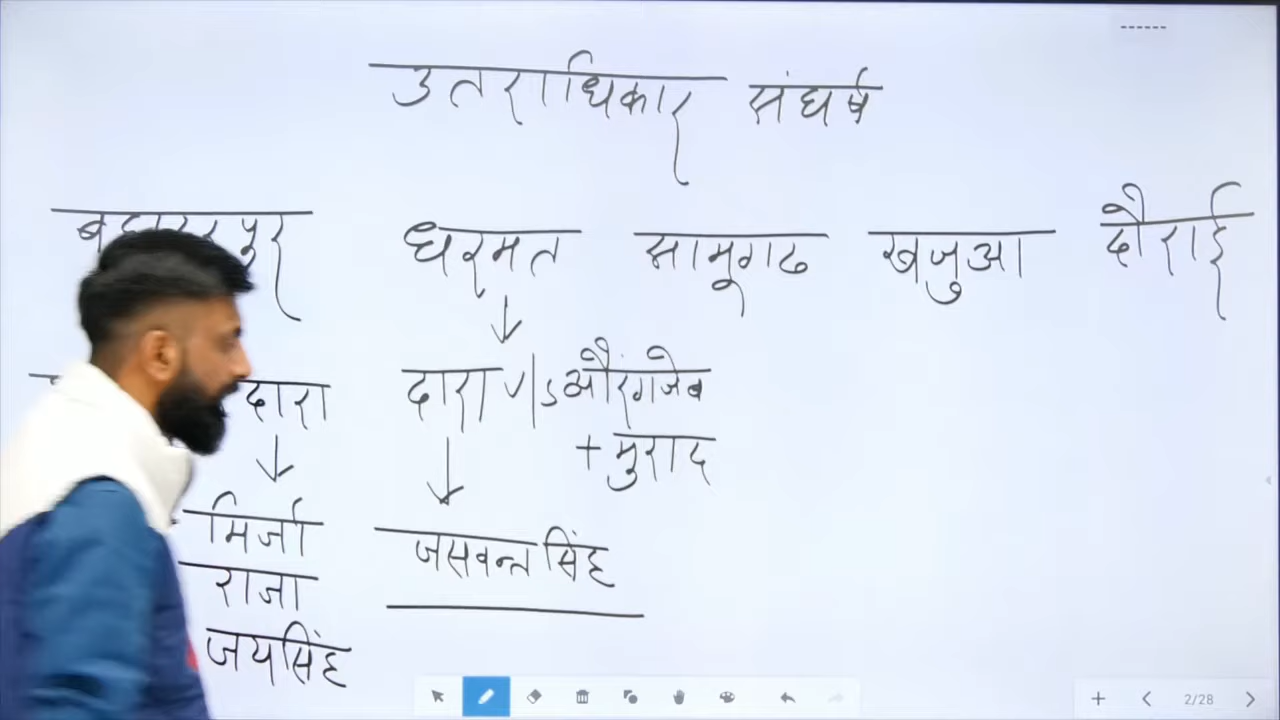 उतराधिकार संघर्ष
धरमत सामूगढ खजुआ दौराई
दारा दारा v/s औरंगजेब
+ मुराद
मिर्जा
राजा
जयसिंह
जसवन्त सिंह
2/28